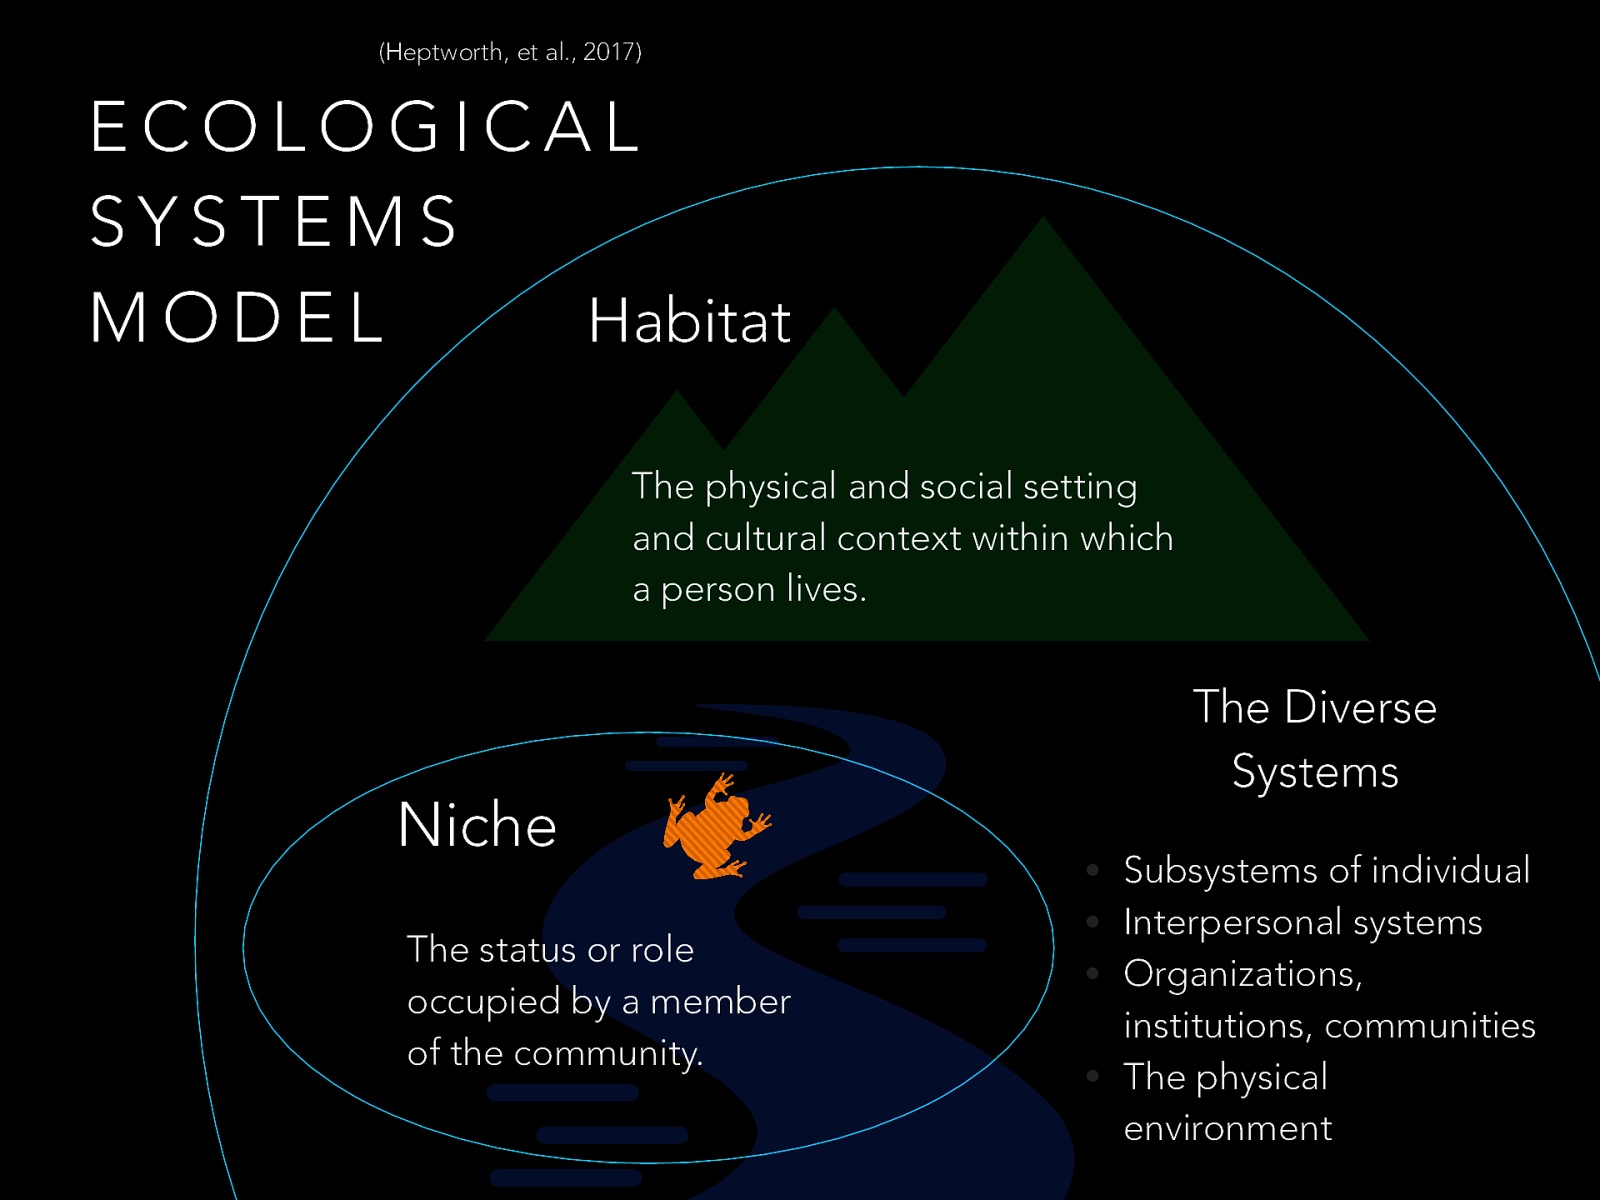 (Heptworth, et al., 2017)
ECOLOGICAL
SYSTEMS
MODEL
Habitat
The physical and social setting
and cultural context within which
a person lives.
Niche
The status or role
occupied by a member
of the community.
The Diverse
Systems
• Subsystems of individual
• Interpersonal systems
• Organizations,
institutions, communities
• The physical
environment